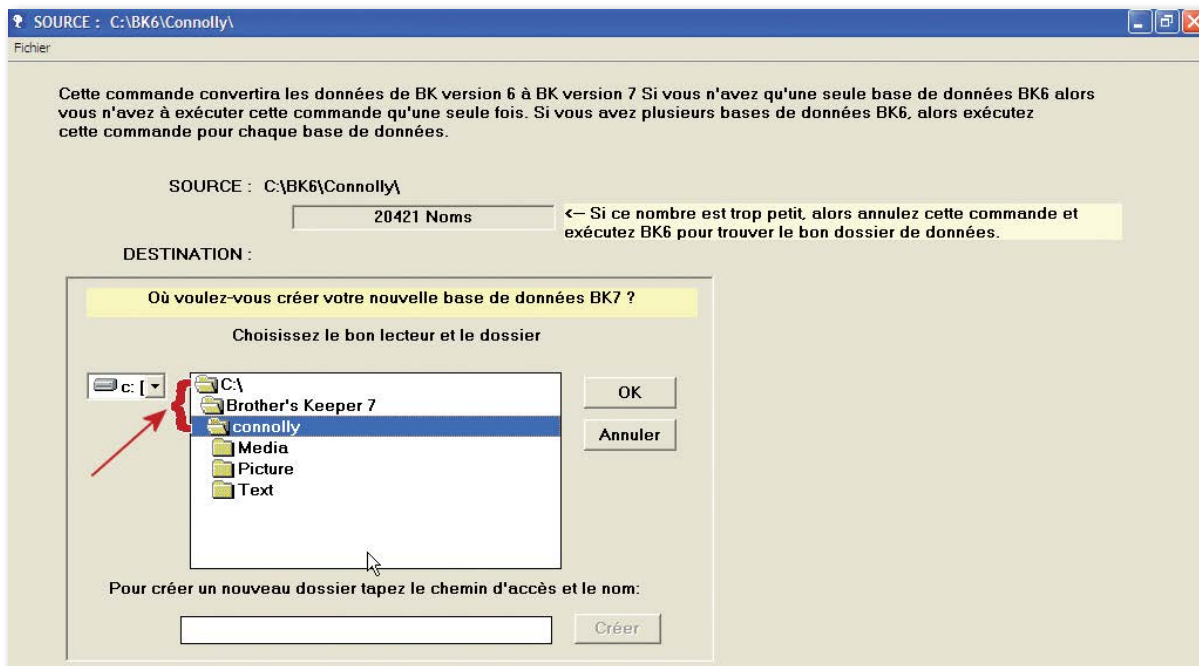 SOURCE : C:\BK6\Connolly\
Fichier
Cette commande convertira les données de BK version 6 à BK version 7 Si vous n'avez qu'une seule base de données BK6 alors
vous n'avez à exécuter cette commande qu'une seule fois. Si vous avez plusieurs bases de données BK6, alors exécutez
cette commande pour chaque base de données.
SOURCE : C:\BK6\Connolly\
20421 Noms
<-- Si ce nombre est trop petit, alors annulez cette commande et
exécutez BK6 pour trouver le bon dossier de données.
DESTINATION :
Où voulez-vous créer votre nouvelle base de données BK7 ?
Choisissez le bon lecteur et le dossier
c: [
C:\
Brother's Keeper 7
connolly
Media
Picture
Text
OK
Annuler
Pour créer un nouveau dossier tapez le chemin d'accès et le nom:
Créer